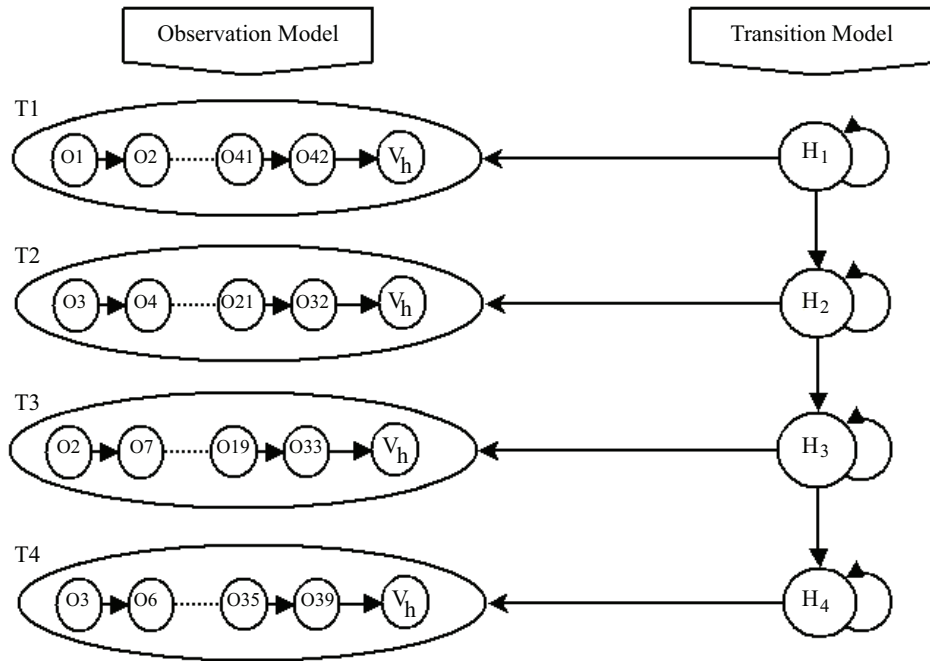 Observation Model
Transition Model
T1
O1 O2 O41 O42 Vh
H1
T2
O3 O4 O21 O32 Vh
H2
T3
O2 O7 O19 O33 Vh
H3
T4
O3 O6 O35 O39 Vh
H4